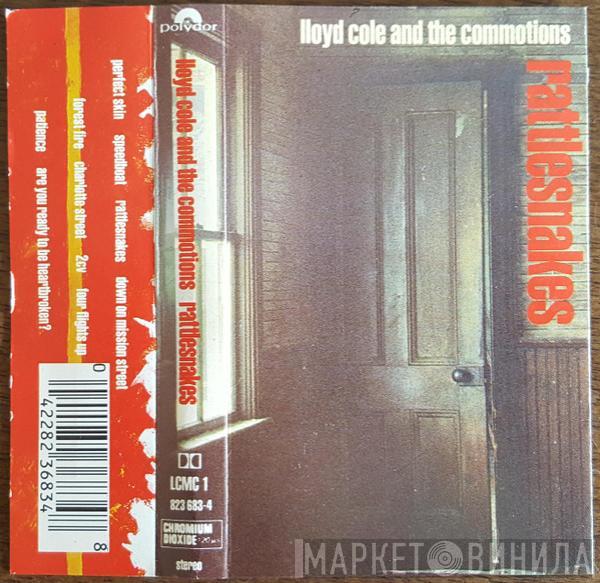 polydor
lloyd cole and the commotions
rattlesnakes
lloyd cole and the commotions rattlesnakes
perfect skin speedboat rattlesnakes down on mission street
forest fire charlotte street 2cv four flights up
patience are you ready to be heartbroken?
0 42282 36834 8
LCMC 1
823 683-4
CHROMIUM
DIOXIDE
stereo
МАРКЕТ ВИНИЛА